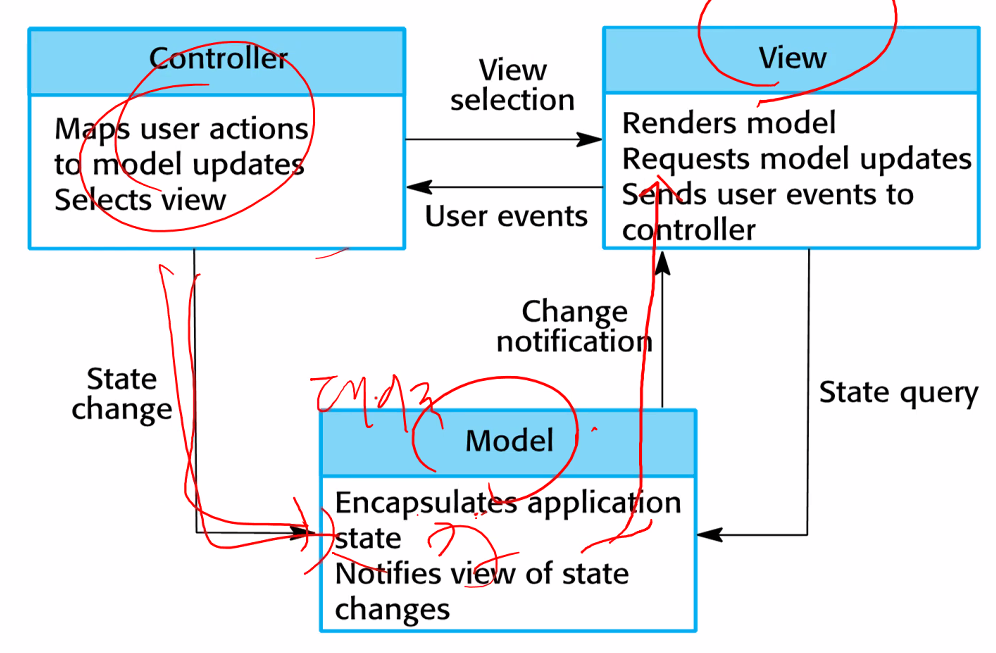 Controller
Maps user actions
to model updates
Selects view
View
selection
User events
View
Renders model
Requests model updates
Sends user events to
controller
State
change
Change
notification
State query
Model
Encapsulates application
state
Notifies view of state
changes